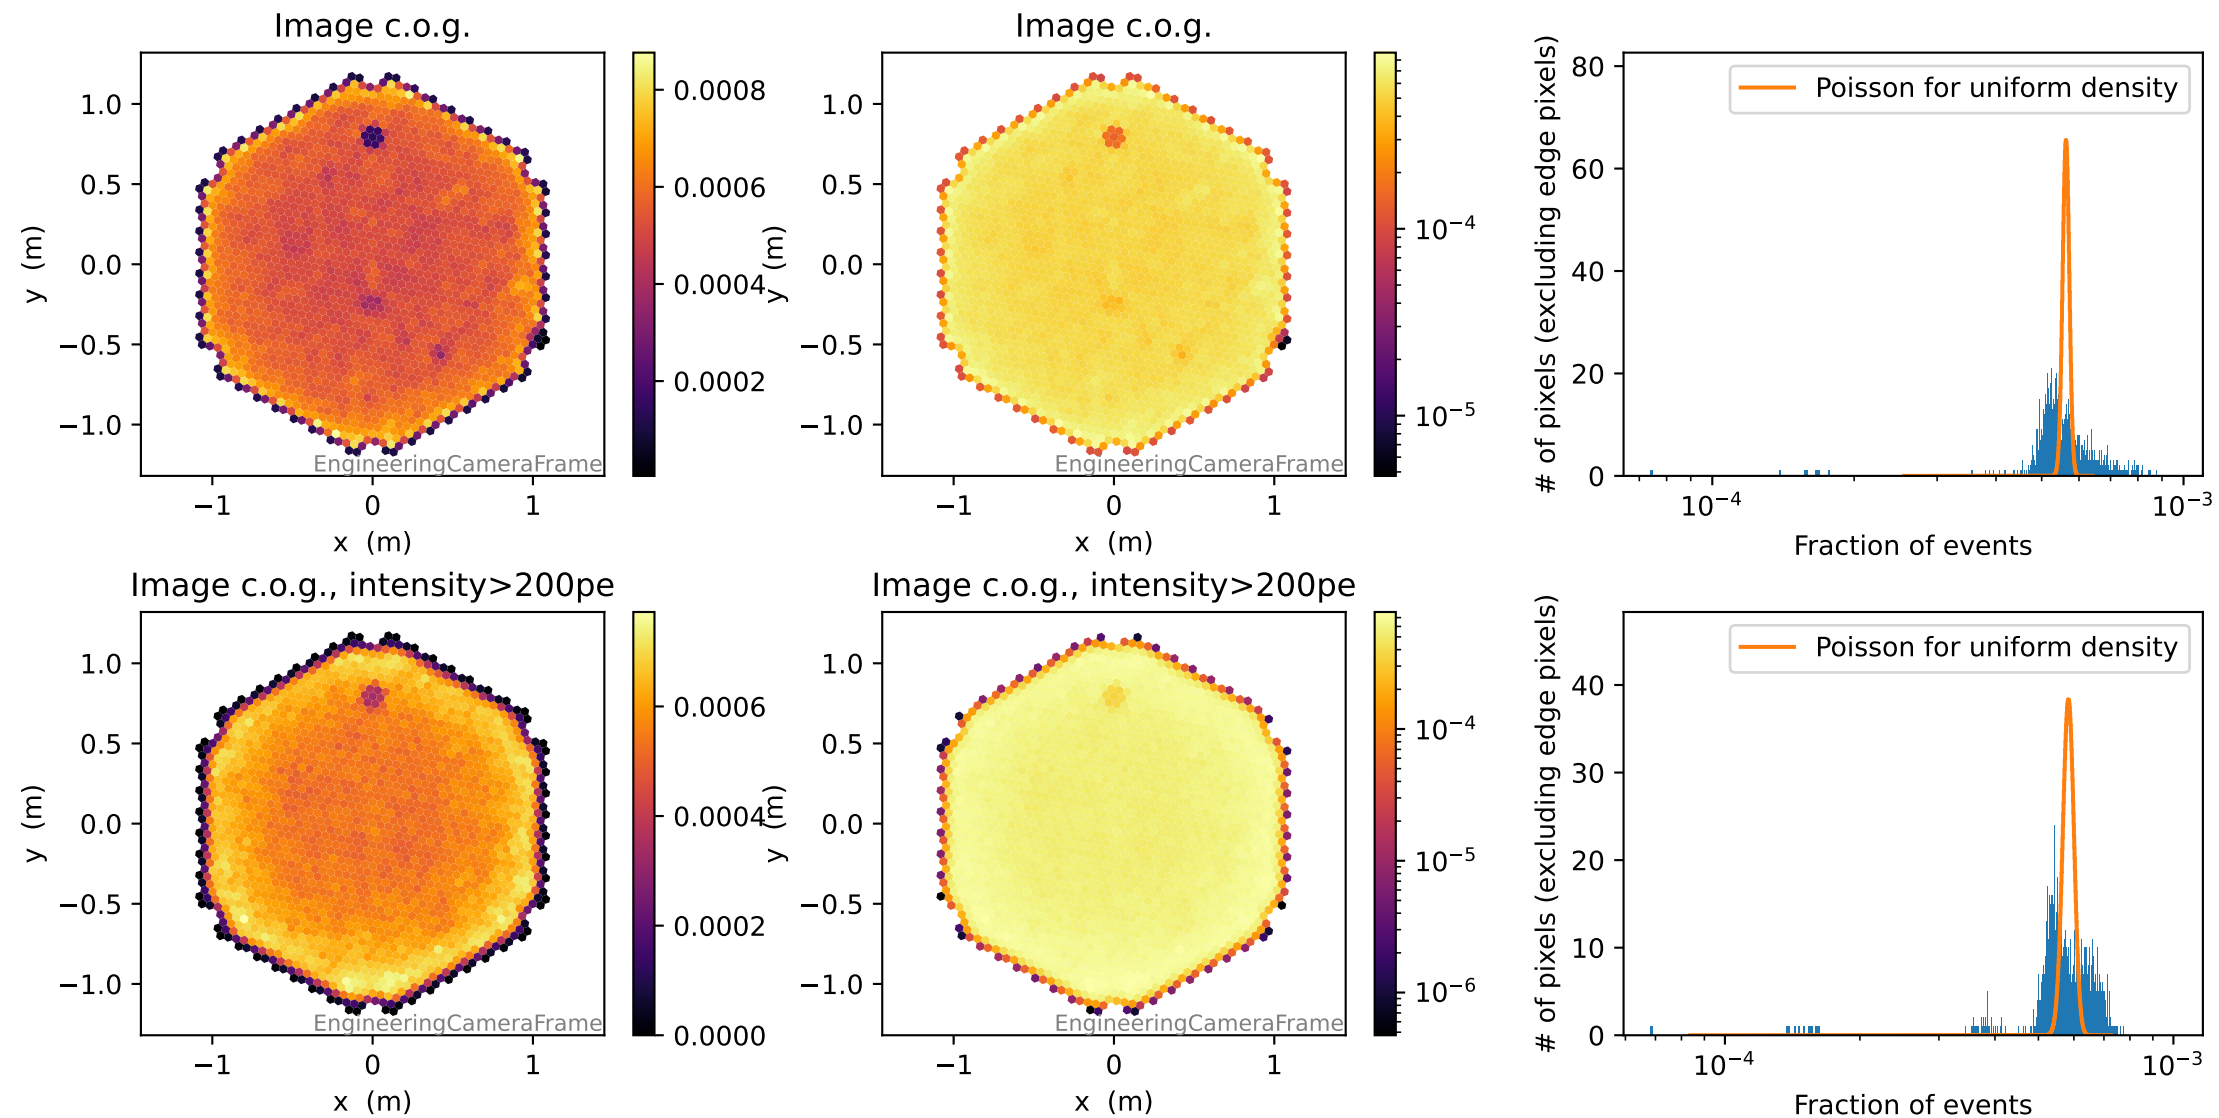 Image c.o.g.
1.0
0.5
0.0
−0.5
−1.0
y (m)
−1 0 1
x (m)
EngineeringCameraFrame
0.0008
0.0006
0.0004
0.0002
Image c.o.g.
1.0
0.5
0.0
−0.5
−1.0
y (m)
−1 0 1
x (m)
EngineeringCameraFrame
10⁻⁴
10⁻⁵
80
60
40
20
0
# of pixels (excluding edge pixels)
Poisson for uniform density
10⁻⁴ 10⁻³
Fraction of events
Image c.o.g., intensity>200pe
1.0
0.5
0.0
−0.5
−1.0
y (m)
−1 0 1
x (m)
EngineeringCameraFrame
0.0006
0.0004
0.0002
0.0000
Image c.o.g., intensity>200pe
1.0
0.5
0.0
−0.5
−1.0
y (m)
−1 0 1
x (m)
EngineeringCameraFrame
10⁻⁴
10⁻⁵
10⁻⁶
40
30
20
10
0
# of pixels (excluding edge pixels)
Poisson for uniform density
10⁻⁴ 10⁻³
Fraction of events